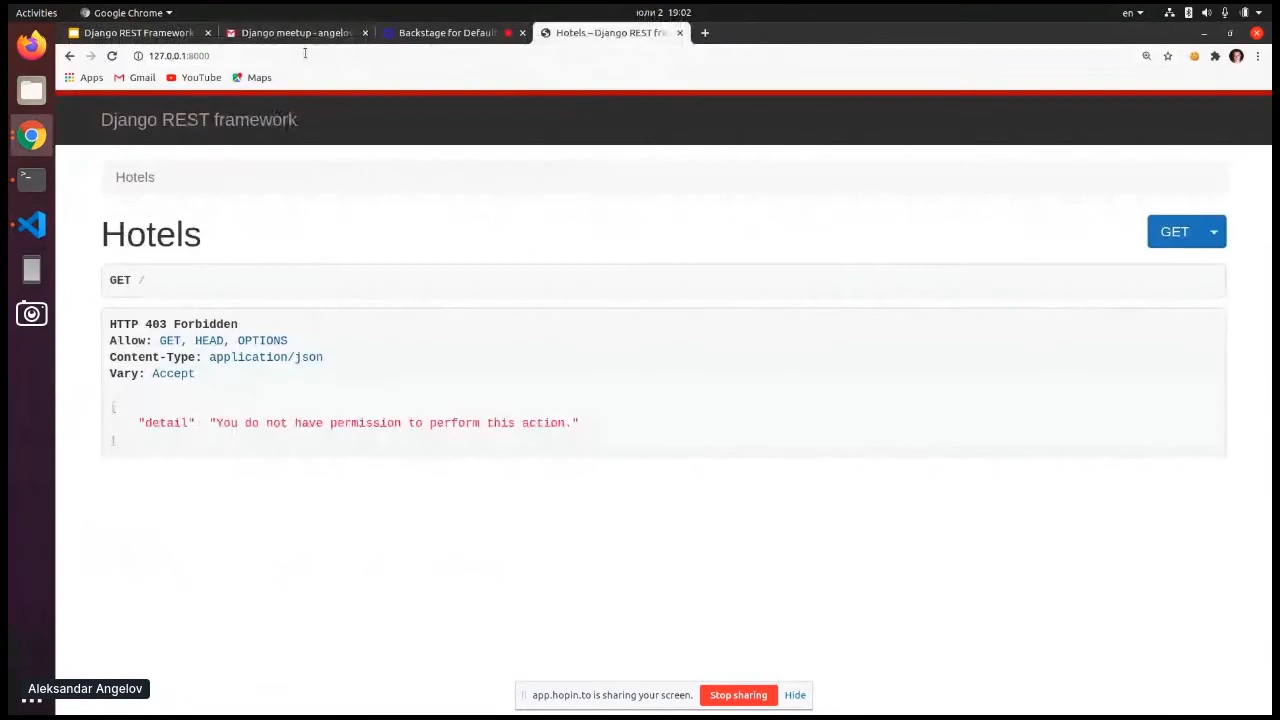 Activities
Google Chrome
юли 2 19:02
en
Django REST Framework
Django meetup - angelov
Backstage for Default
Hotels – Django REST fra
127.0.0.1:8000
Apps
Gmail
YouTube
Maps
Django REST framework
Hotels
Hotels
GET
GET /
HTTP 403 Forbidden
Allow: GET, HEAD, OPTIONS
Content-Type: application/json
Vary: Accept
{
"detail": "You do not have permission to perform this action."
}
Aleksandar Angelov
app.hopin.to is sharing your screen.
Stop sharing
Hide